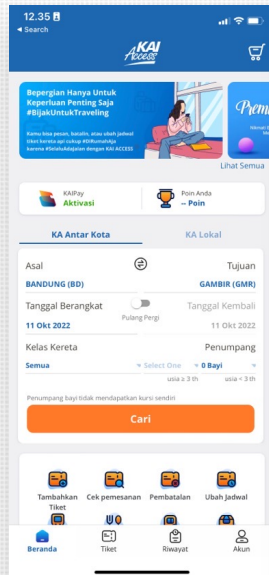 12.35
Search
KAI
Access
Bepergian Hanya Untuk
Keperluan Penting Saja
#BijakUntukTraveling
Kamu bisa pesan, batalin, atau ubah jadwal
tiket kereta api cukup #DiRumahAja
karena #SelaluAdaJalan dengan KAI ACCESS
Lihat Semua
KAIPay
Aktivasi
Poin Anda
-- Poin
KA Antar Kota
KA Lokal
Asal
Tujuan
BANDUNG (BD)
GAMBIR (GMR)
Tanggal Berangkat
Pulang Pergi
Tanggal Kembali
11 Okt 2022
11 Okt 2022
Kelas Kereta
Penumpang
Semua
Select One
0 Bayi
usia ≥ 3 th
usia < 3 th
Penumpang bayi tidak mendapatkan kursi sendiri
Cari
Tambahkan Tiket
Cek pemesanan
Pembatalan
Ubah Jadwal
Beranda
Tiket
Riwayat
Akun